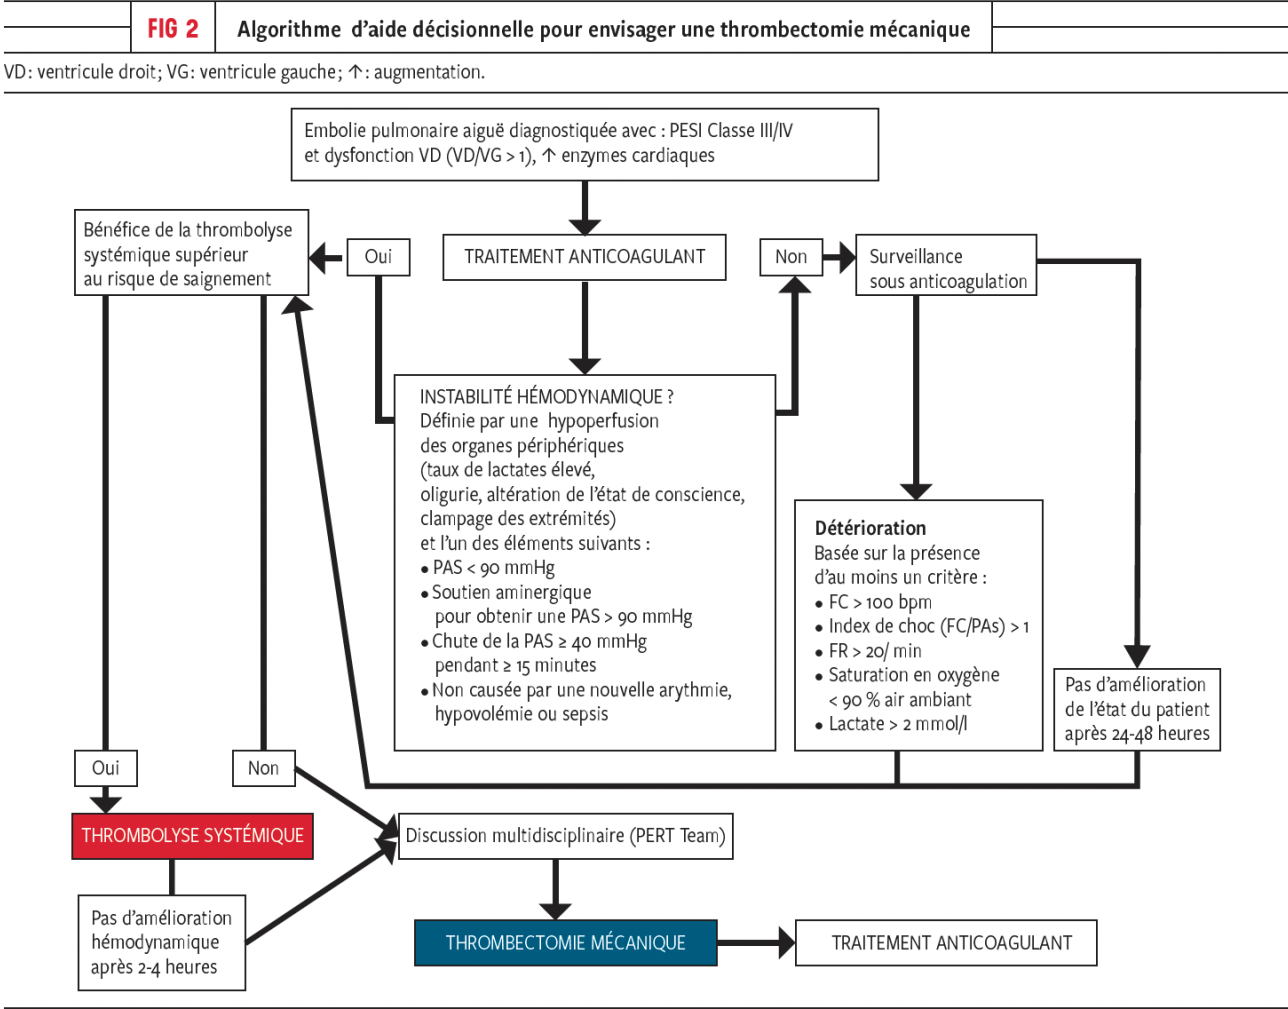 FIG 2
Algorithme d'aide décisionnelle pour envisager une thrombectomie mécanique
VD: ventricule droit; VG: ventricule gauche; ↑: augmentation.
Embolie pulmonaire aiguë diagnostiquée avec : PESI Classe III/IV
et dysfonction VD (VD/VG > 1), ↑ enzymes cardiaques
Bénéfice de la thrombolyse
systémique supérieur
au risque de saignement
Oui
TRAITEMENT ANTICOAGULANT
Non
Surveillance
sous anticoagulation
INSTABILITÉ HÉMODYNAMIQUE ?
Définie par une hypoperfusion
des organes périphériques
(taux de lactates élevé,
oligurie, altération de l'état de conscience,
clampage des extrémités)
et l'un des éléments suivants :
• PAS < 90 mmHg
• Soutien aminergique
pour obtenir une PAS > 90 mmHg
• Chute de la PAS ≥ 40 mmHg
pendant ≥ 15 minutes
• Non causée par une nouvelle arythmie,
hypovolémie ou sepsis
Détérioration
Basée sur la présence
d'au moins un critère :
• FC > 100 bpm
• Index de choc (FC/PAs) > 1
• FR > 20/ min
• Saturation en oxygène
< 90 % air ambiant
• Lactate > 2 mmol/l
Pas d'amélioration
de l'état du patient
après 24-48 heures
Oui
Non
THROMBOLYSE SYSTÉMIQUE
Discussion multidisciplinaire (PERT Team)
Pas d'amélioration
hémodynamique
après 2-4 heures
THROMBECTOMIE MÉCANIQUE
TRAITEMENT ANTICOAGULANT